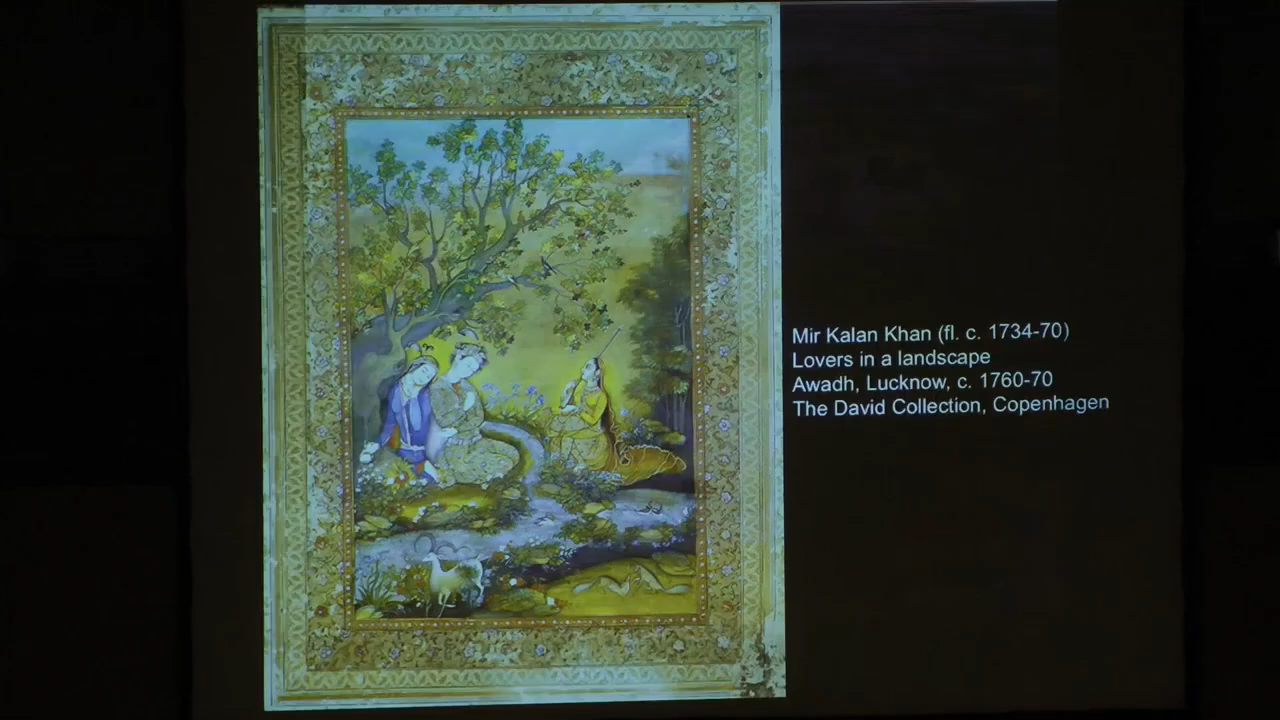 Mir Kalan Khan (fl. c. 1734-70)
Lovers in a landscape
Awadh, Lucknow, c. 1760-70
The David Collection, Copenhagen